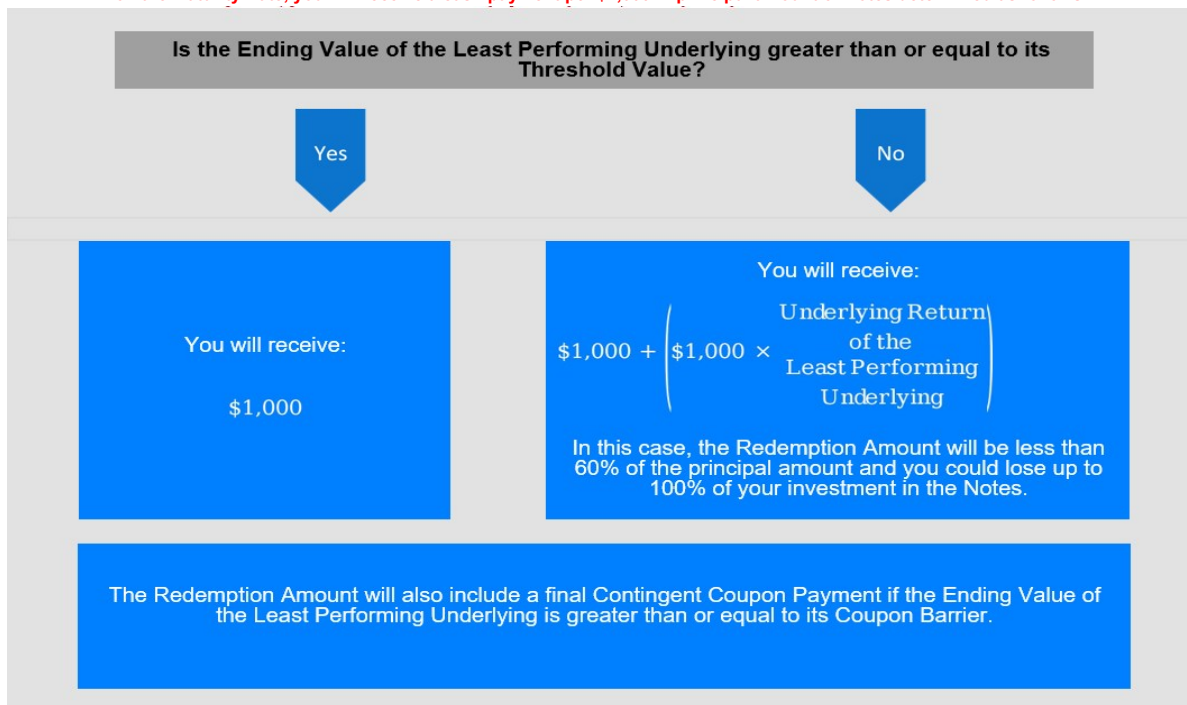 Is the Ending Value of the Least Performing Underlying greater than or equal to its
Threshold Value?
Yes
No
You will receive:
$1,000
You will receive:
$1,000 + ($1,000 × Underlying Return
of the
Least Performing
Underlying)
In this case, the Redemption Amount will be less than
60% of the principal amount and you could lose up to
100% of your investment in the Notes.
The Redemption Amount will also include a final Contingent Coupon Payment if the Ending Value of
the Least Performing Underlying is greater than or equal to its Coupon Barrier.